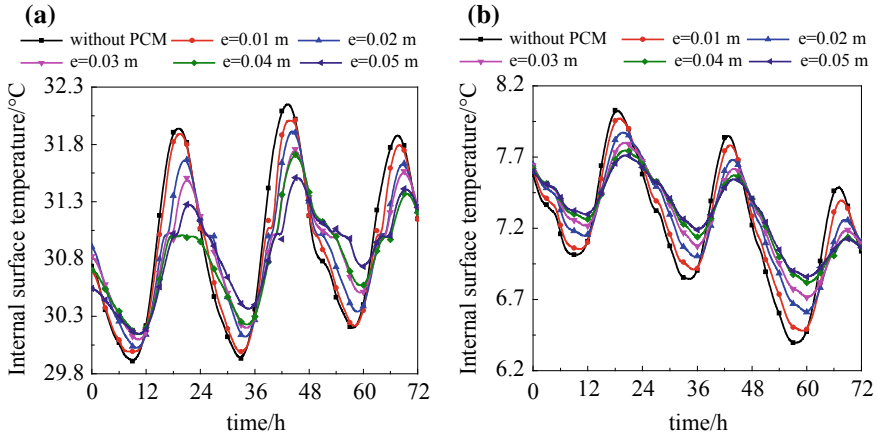 (a)
without PCM e=0.01 m e=0.02 m
e=0.03 m e=0.04 m e=0.05 m
Internal surface temperature/°C
32.3
31.8
31.3
30.8
30.3
29.8
0 12 24 36 48 60 72
time/h
(b)
without PCM e=0.01 m e=0.02 m
e=0.03 m e=0.04 m e=0.05 m
Internal surface temperature/°C
8.2
7.7
7.2
6.7
6.2
0 12 24 36 48 60 72
time/h